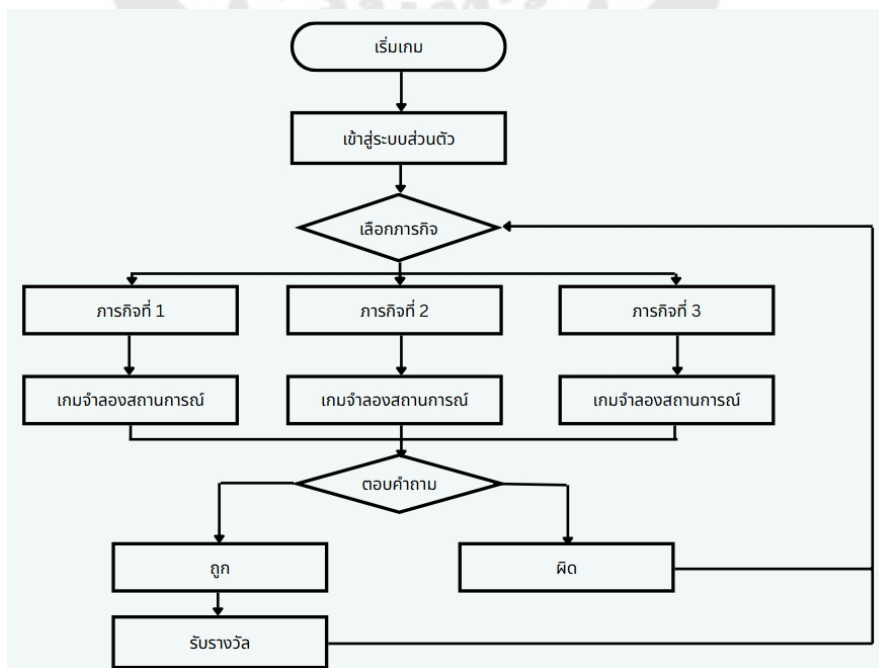 เริ่มเกม
เข้าสู่ระบบส่วนตัว
เลือกภารกิจ
ภารกิจที่ 1
ภารกิจที่ 2
ภารกิจที่ 3
เกมจำลองสถานการณ์
เกมจำลองสถานการณ์
เกมจำลองสถานการณ์
ตอบคำถาม
ถูก
ผิด
รับรางวัล